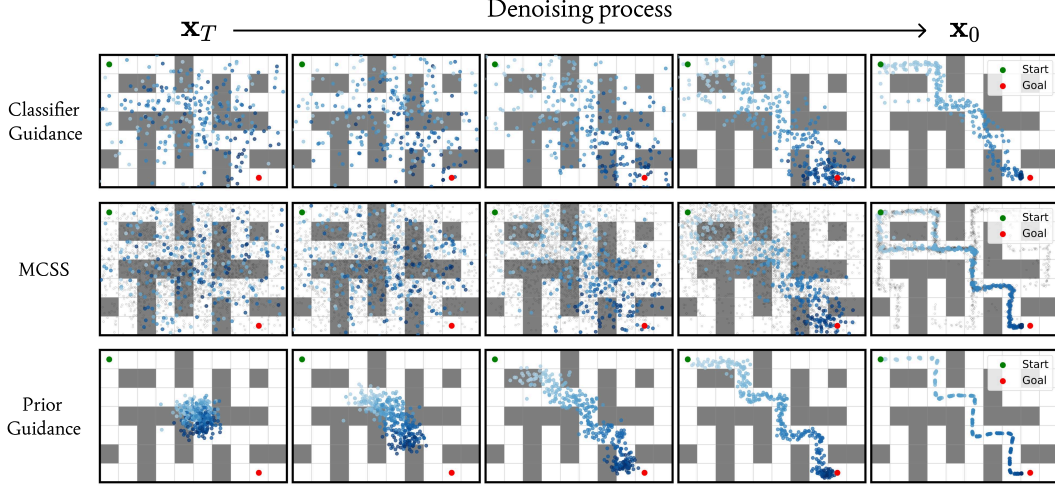 Denoising process
x_T
x_0
Classifier
Guidance
Start
Goal
MCSS
Start
Goal
Prior
Guidance
Start
Goal